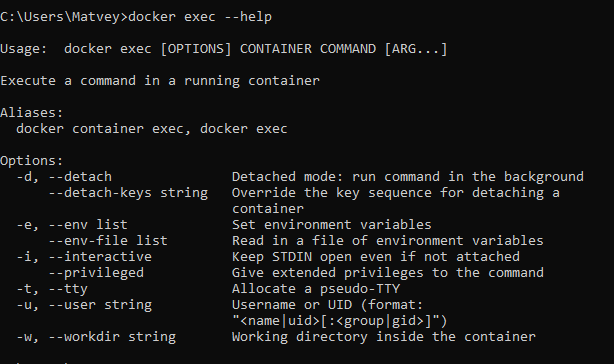 C:\Users\Matvey>docker exec --help
Usage:  docker exec [OPTIONS] CONTAINER COMMAND [ARG...]
Execute a command in a running container
Aliases:
  docker container exec, docker exec
Options:
  -d, --detach               Detached mode: run command in the background
      --detach-keys string   Override the key sequence for detaching a
                             container
  -e, --env list             Set environment variables
      --env-file list        Read in a file of environment variables
  -i, --interactive          Keep STDIN open even if not attached
      --privileged           Give extended privileges to the command
  -t, --tty                  Allocate a pseudo-TTY
  -u, --user string          Username or UID (format:
                             "<name|uid>[:<group|gid>]")
  -w, --workdir string       Working directory inside the container